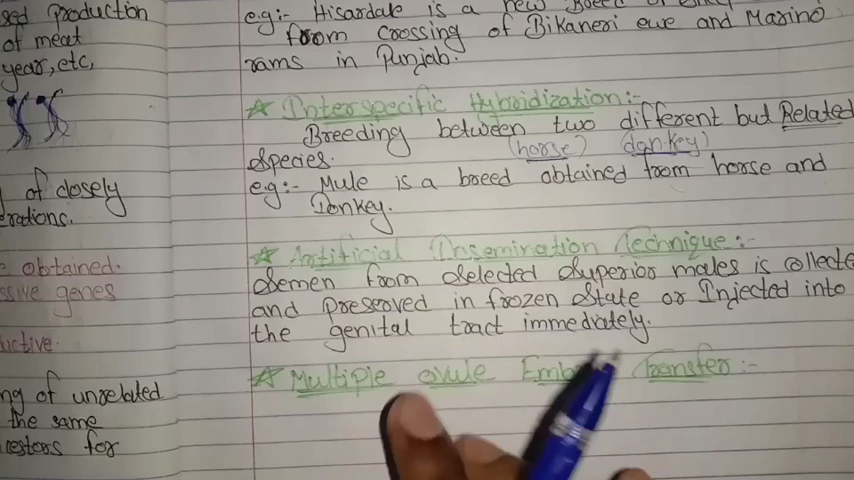 sed production
of meat
year, etc,
of closely
rations.
e obtained.
ssive genes
uctive.
ng of unrelated
the same
cestors for
e.g:- Hisardale is a new Breed of
from crossing of Bikaneri ewe and Marino
rams in Punjab.
☆ Interspecific Hybridization:-
Breeding between two different but Related
(horse) (donkey)
Species.
e.g:- Mule is a breed obtained from horse and
Donkey.
☆ Artificial Insemination Technique:-
Semen from Selected Superior males is collecte
and preserved in frozen State or Injected into
the genital tract immediately.
☆ Multiple ovule Emb Transfer:-